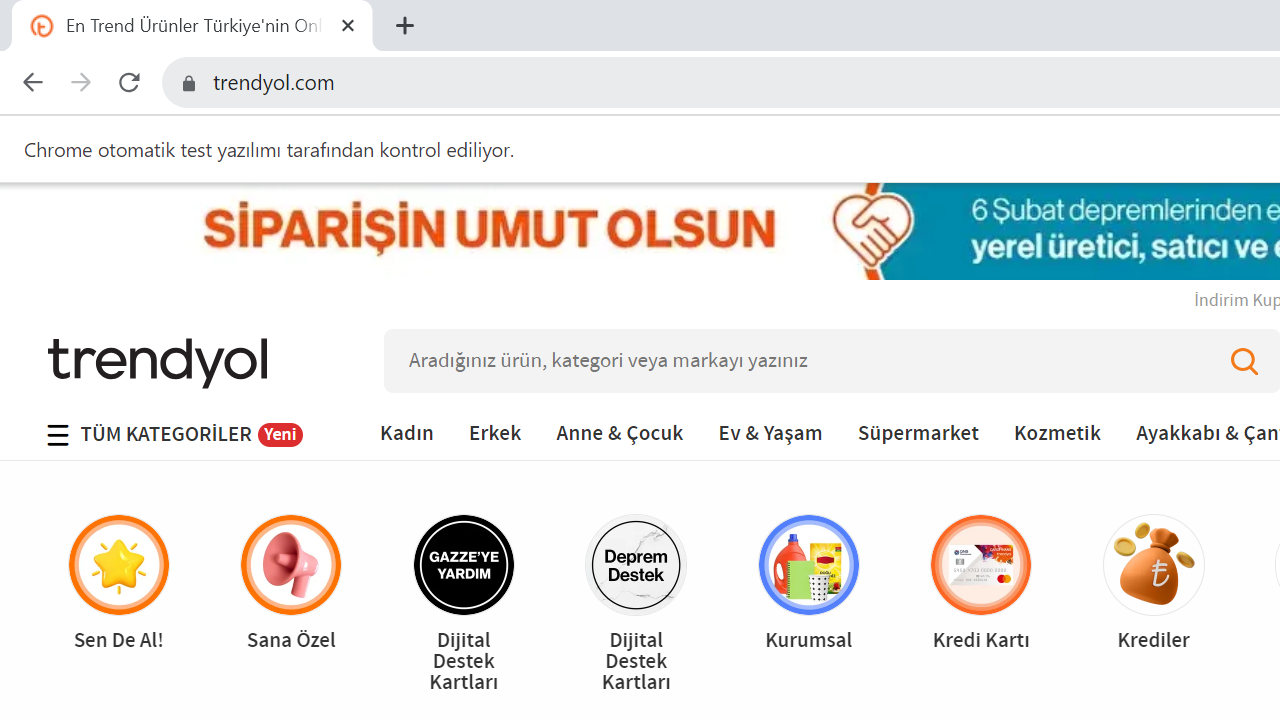 En Trend Ürünler Türkiye'nin Onl
trendyol.com
Chrome otomatik test yazılımı tarafından kontrol ediliyor.
SİPARİŞİN UMUT OLSUN
6 Şubat depremlerinden e
yerel üretici, satıcı ve e
İndirim Kup
trendyol
Aradığınız ürün, kategori veya markayı yazınız
TÜM KATEGORİLER Yeni Kadın Erkek Anne & Çocuk Ev & Yaşam Süpermarket Kozmetik Ayakkabı & Çan
GAZZE'YE
YARDIM
Deprem
Destek
Sen De Al!
Sana Özel
Dijital
Destek
Kartları
Dijital
Destek
Kartları
Kurumsal
Kredi Kartı
Krediler